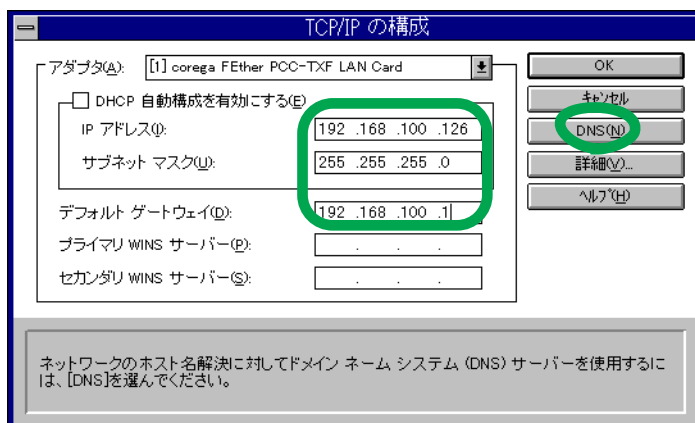 TCP/IP の構成
アダプタ(A): [1] corega FEther PCC-TXF LAN Card
OK
DHCP 自動構成を有効にする(E)
キャンセル
IP アドレス(I): 192 .168 .100 .126
DNS(N)
サブネット マスク(U): 255 .255 .255 .0
詳細(V)...
ヘルプ(H)
デフォルト ゲートウェイ(D): 192 .168 .100 .1
プライマリ WINS サーバー(P): . . .
セカンダリ WINS サーバー(S): . . .
ネットワークのホスト名解決に対してドメイン ネーム システム (DNS) サーバーを使用するに
は、[DNS]を選んでください。